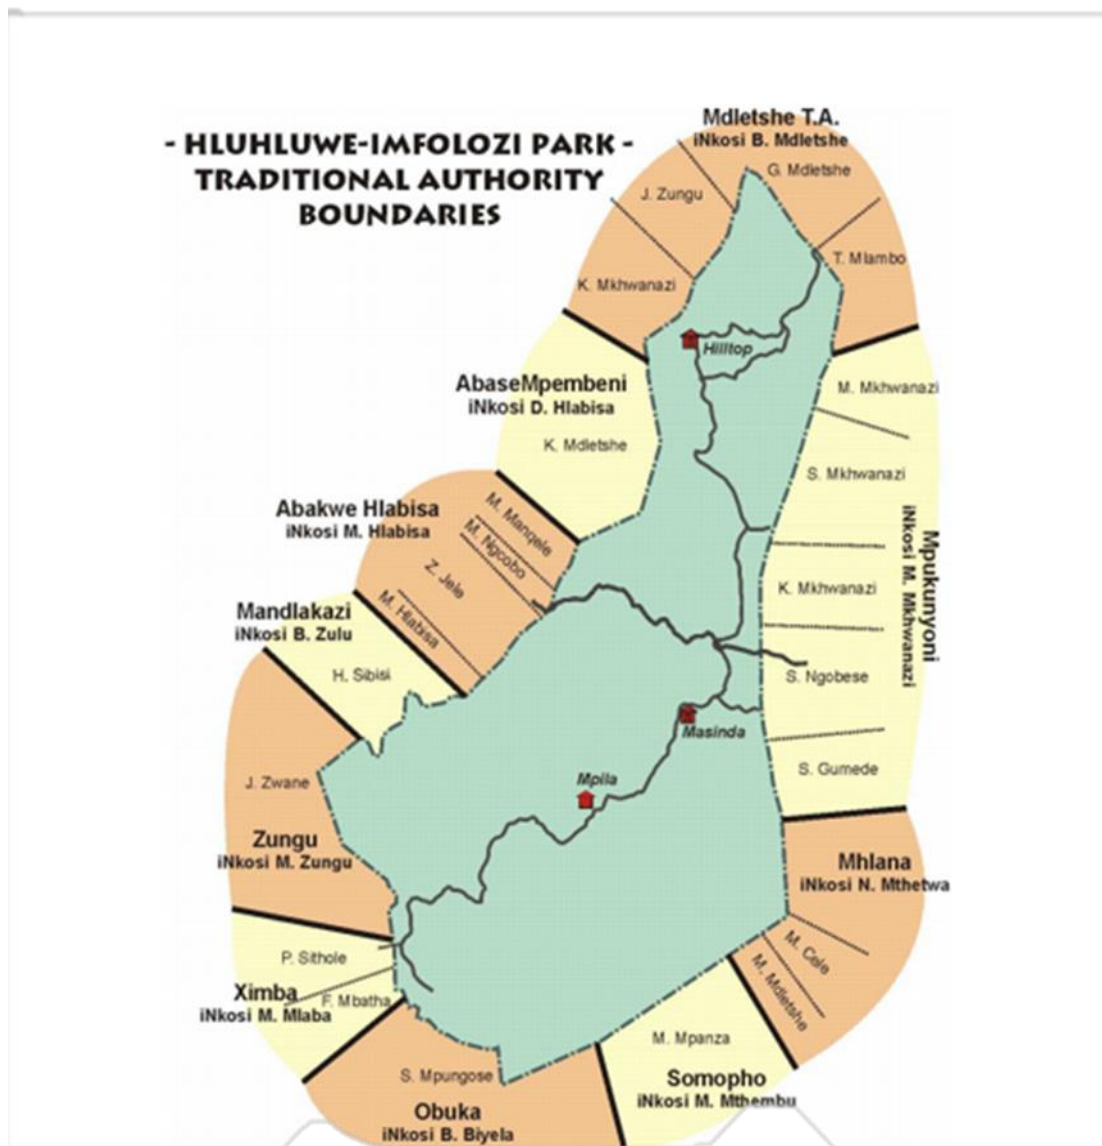 - HLUHLUWE-IMFOLOZI PARK -
TRADITIONAL AUTHORITY
BOUNDARIES
Mdletshe T.A.
iNkosi B. Mdletshe
G. Mdletshe
J. Zungu
T. Mlambo
K. Mkhwanazi
Hilltop
AbaseMpembeni
iNkosi D. Hlabisa
K. Mdletshe
M. Mkhwanazi
S. Mkhwanazi
Abakwe Hlabisa
iNkosi M. Hlabisa
M. Manqele
M. Ngcobo
Z. Jele
M. Hlabisa
Mpukunyoni
iNkosi M. Mkhwanazi
K. Mkhwanazi
Mandlakazi
iNkosi B. Zulu
H. Sibisi
S. Ngobese
Masinda
S. Gumede
Mpila
J. Zwane
Zungu
iNkosi M. Zungu
Mhlana
iNkosi N. Mthetwa
M. Cele
M. Mdletshe
P. Sithole
Ximba
F. Mbatha
iNkosi M. Mlaba
M. Mpanza
S. Mpungose
Somopho
iNkosi M. Mthembu
Obuka
iNkosi B. Biyela